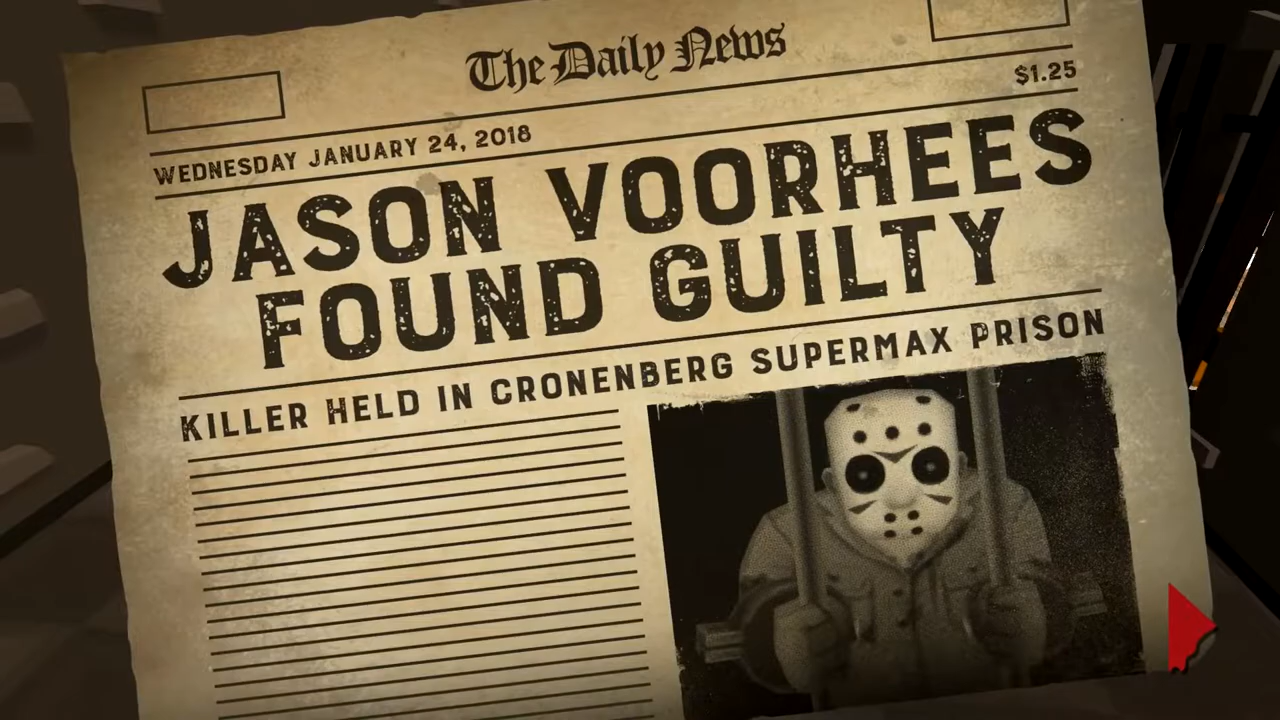 The Daily News
$1.25
WEDNESDAY JANUARY 24, 2018
JASON VOORHEES
FOUND GUILTY
KILLER HELD IN CRONENBERG SUPERMAX PRISON